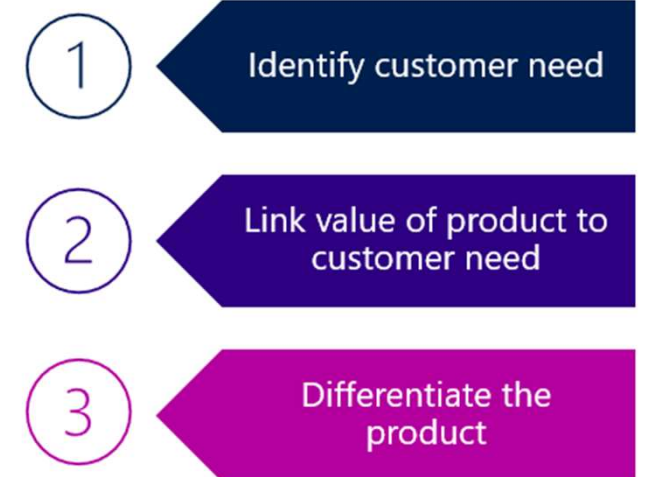 1
Identify customer need
2
Link value of product to
customer need
3
Differentiate the
product